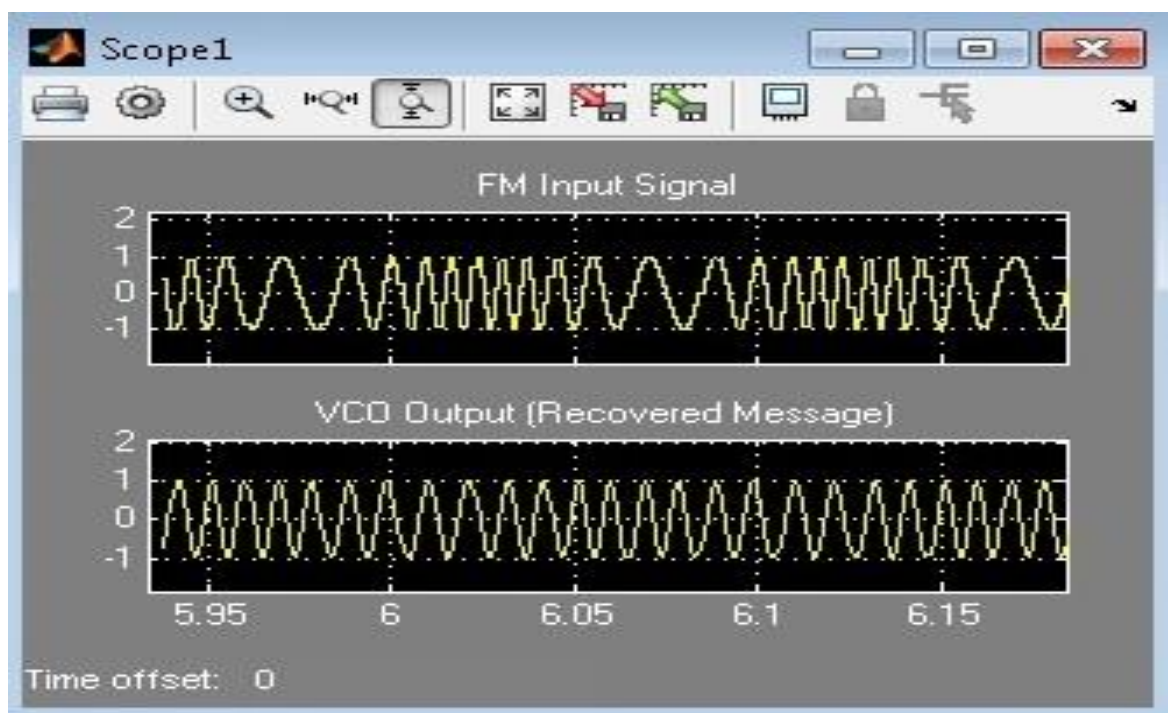 Scope1
FM Input Signal
2
1
0
-1
VCO Output (Recovered Message)
2
1
0
-1
5.95 6 6.05 6.1 6.15
Time offset: 0